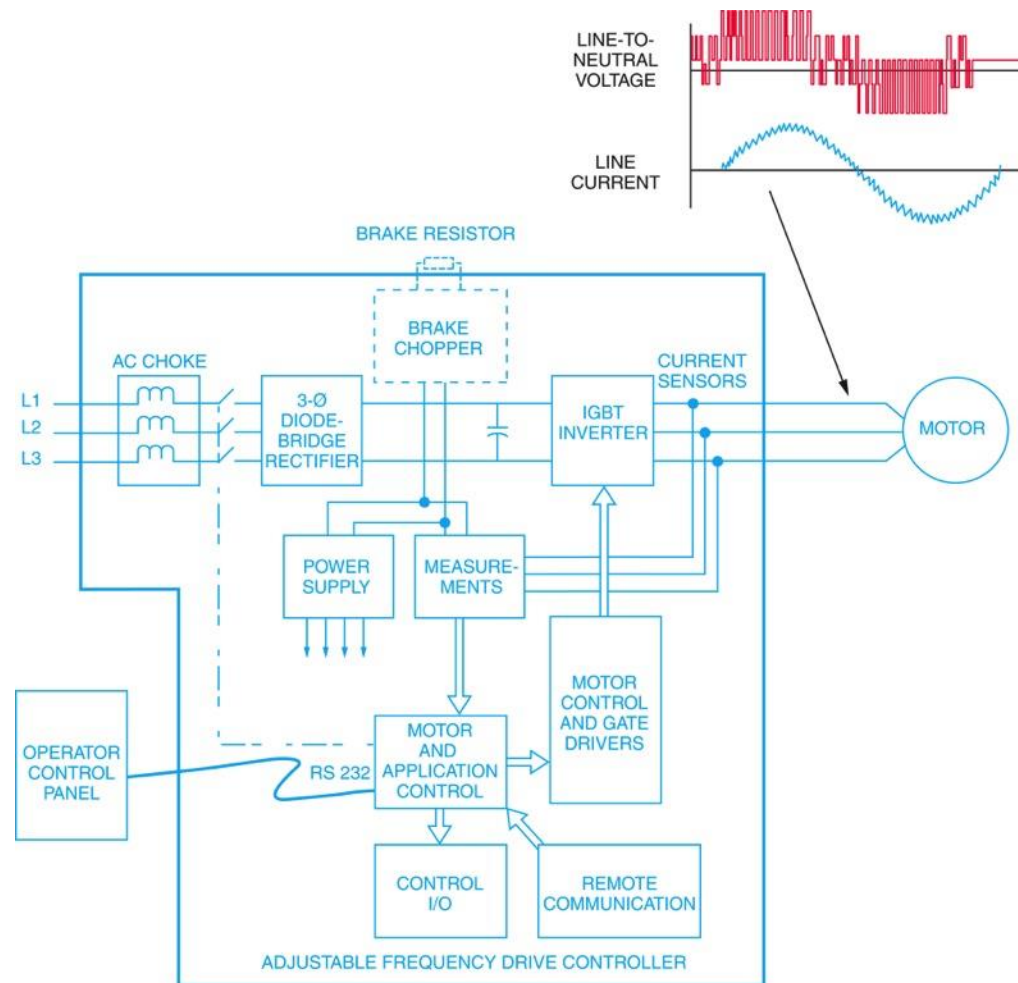 LINE-TO-
NEUTRAL
VOLTAGE
LINE
CURRENT
BRAKE RESISTOR
BRAKE
CHOPPER
AC CHOKE
CURRENT
SENSORS
L1
L2
L3
3-Ø
DIODE-
BRIDGE
RECTIFIER
IGBT
INVERTER
MOTOR
POWER
SUPPLY
MEASURE-
MENTS
MOTOR
CONTROL
AND GATE
DRIVERS
OPERATOR
CONTROL
PANEL
RS 232
MOTOR
AND
APPLICATION
CONTROL
CONTROL
I/O
REMOTE
COMMUNICATION
ADJUSTABLE FREQUENCY DRIVE CONTROLLER